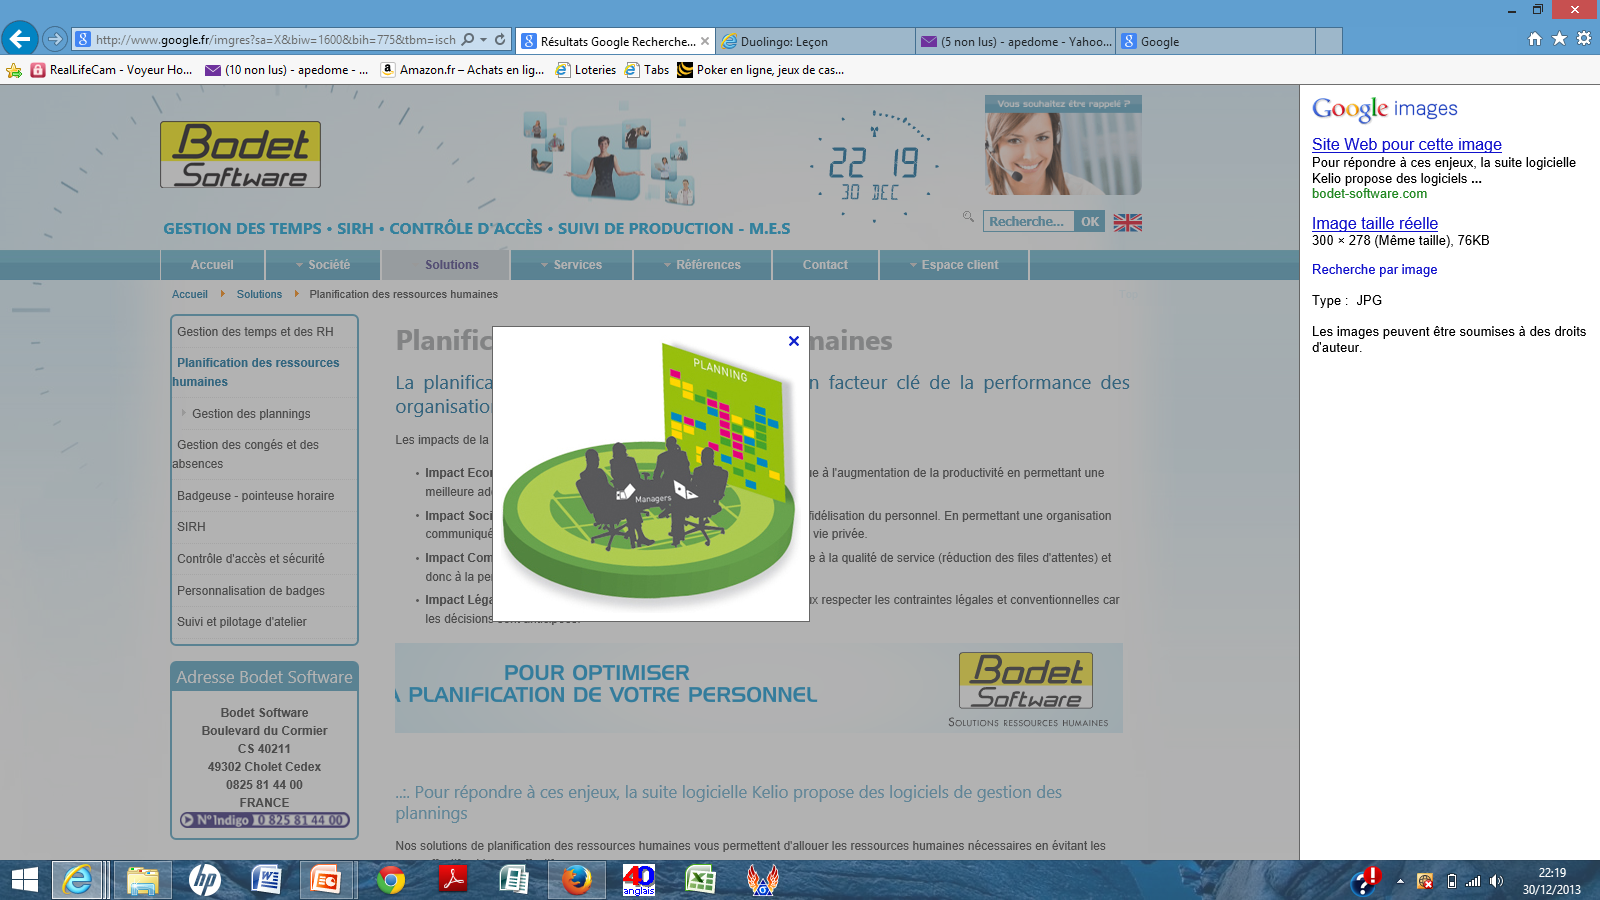 http://www.google.fr/imgres?sa=X&biw=1600&bih=775&tbm=isch
Résultats Google Recherche...
Duolingo: Leçon
(5 non lus) - apedome - Yahoo...
Google
RealLifeCam - Voyeur Ho...
(10 non lus) - apedome - ...
Amazon.fr – Achats en lig...
Loteries
Tabs
Poker en ligne, jeux de cas...
Bodet
Software
22 19
30 DEC
Vous souhaitez être rappelé ?
GESTION DES TEMPS • SIRH • CONTRÔLE D'ACCÈS • SUIVI DE PRODUCTION - M.E.S
Recherche...
OK
Accueil
Société
Solutions
Services
Références
Contact
Espace client
Accueil
Solutions
Planification des ressources humaines
Gestion des temps et des RH
Planification des ressources
humaines
Gestion des plannings
Gestion des congés et des
absences
Badgeuse - pointeuse horaire
SIRH
Contrôle d'accès et sécurité
Personnalisation de badges
Suivi et pilotage d'atelier
Adresse Bodet Software
Bodet Software
Boulevard du Cormier
CS 40211
49302 Cholet Cedex
0825 81 44 00
FRANCE
N°Indigo 0 825 81 44 00
Planific maines
La planifica n facteur clé de la performance des
organisation
Les impacts de la
Impact Econ ue à l'augmentation de la productivité en permettant une
meilleure adé
Impact Soci fidélisation du personnel. En permettant une organisation
communiqué vie privée.
Impact Com e à la qualité de service (réduction des files d'attentes) et
donc à la pe
Impact Léga ux respecter les contraintes légales et conventionnelles car
les décisions sont anticipée.
PLANNING
Managers
POUR OPTIMISER
A PLANIFICATION DE VOTRE PERSONNEL
Bodet
Software
SOLUTIONS RESSOURCES HUMAINES
..:. Pour répondre à ces enjeux, la suite logicielle Kelio propose des logiciels de gestion des
plannings
Nos solutions de planification des ressources humaines vous permettent d'allouer les ressources humaines nécessaires en évitant les
Google images
Site Web pour cette image
Pour répondre à ces enjeux, la suite logicielle
Kelio propose des logiciels ...
bodet-software.com
Image taille réelle
300 × 278 (Même taille), 76KB
Recherche par image
Type : JPG
Les images peuvent être soumises à des droits
d'auteur.
hp
40
anglais
22:19
30/12/2013